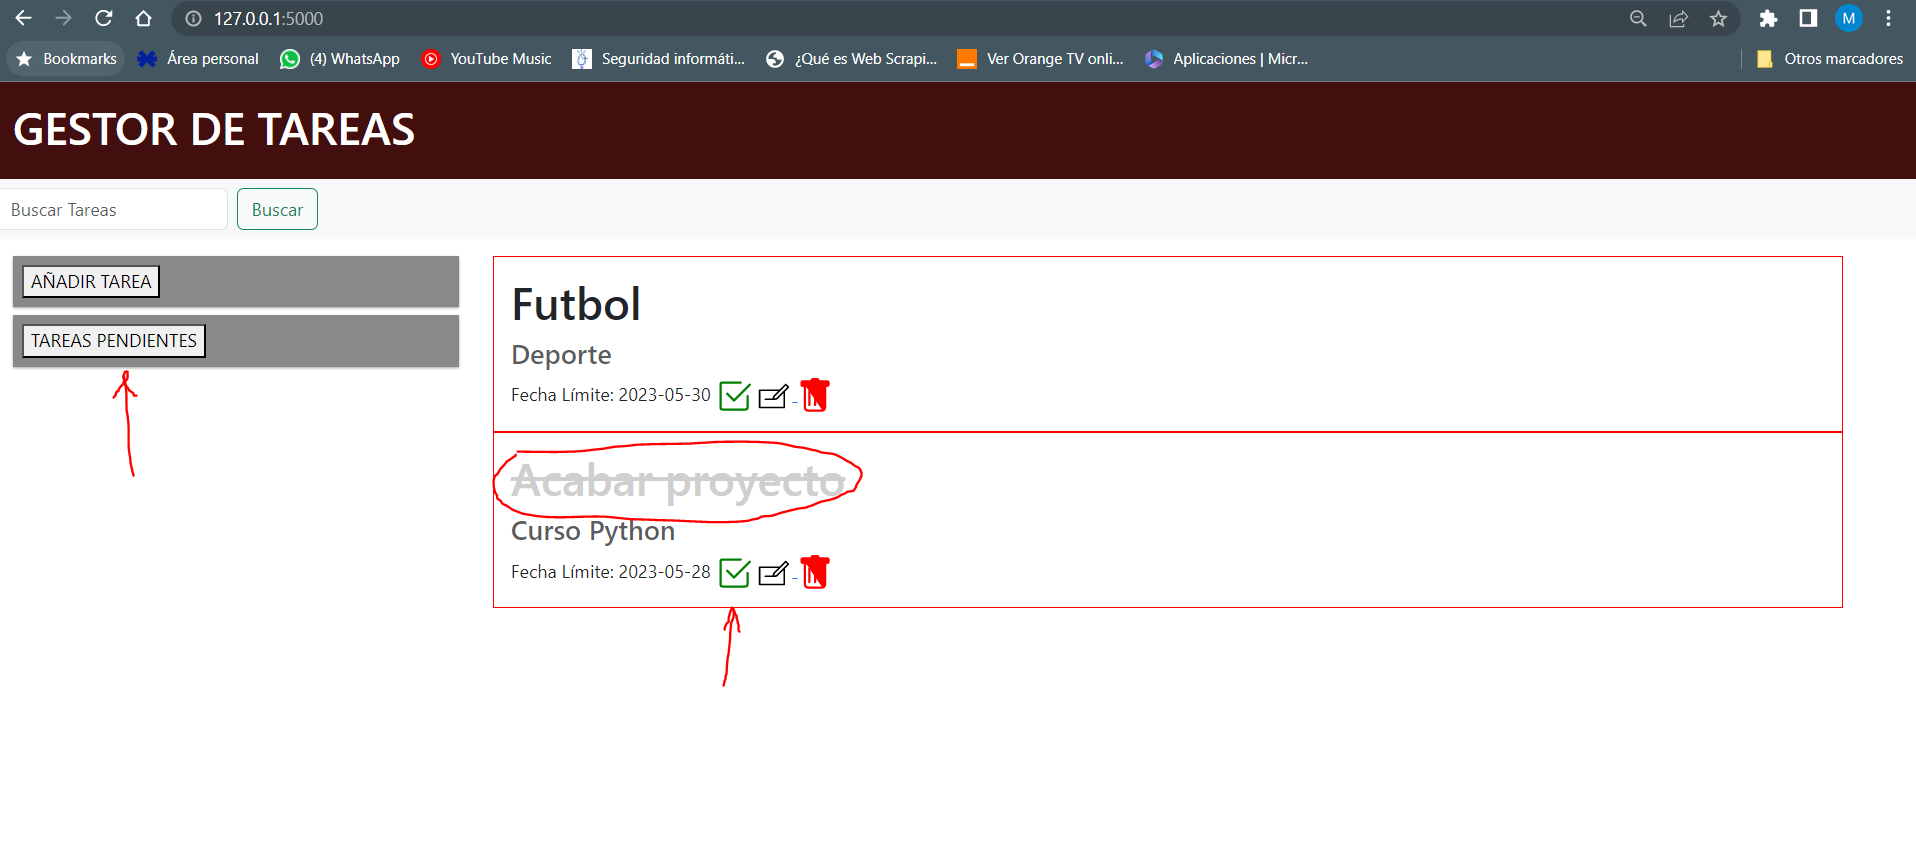 127.0.0.1:5000
M
Bookmarks Área personal (4) WhatsApp YouTube Music Seguridad informáti... ¿Qué es Web Scrapi... Ver Orange TV onli... Aplicaciones | Micr... Otros marcadores
GESTOR DE TAREAS
Buscar Tareas Buscar
AÑADIR TAREA
TAREAS PENDIENTES
Futbol
Deporte
Fecha Límite: 2023-05-30
Acabar proyecto
Curso Python
Fecha Límite: 2023-05-28